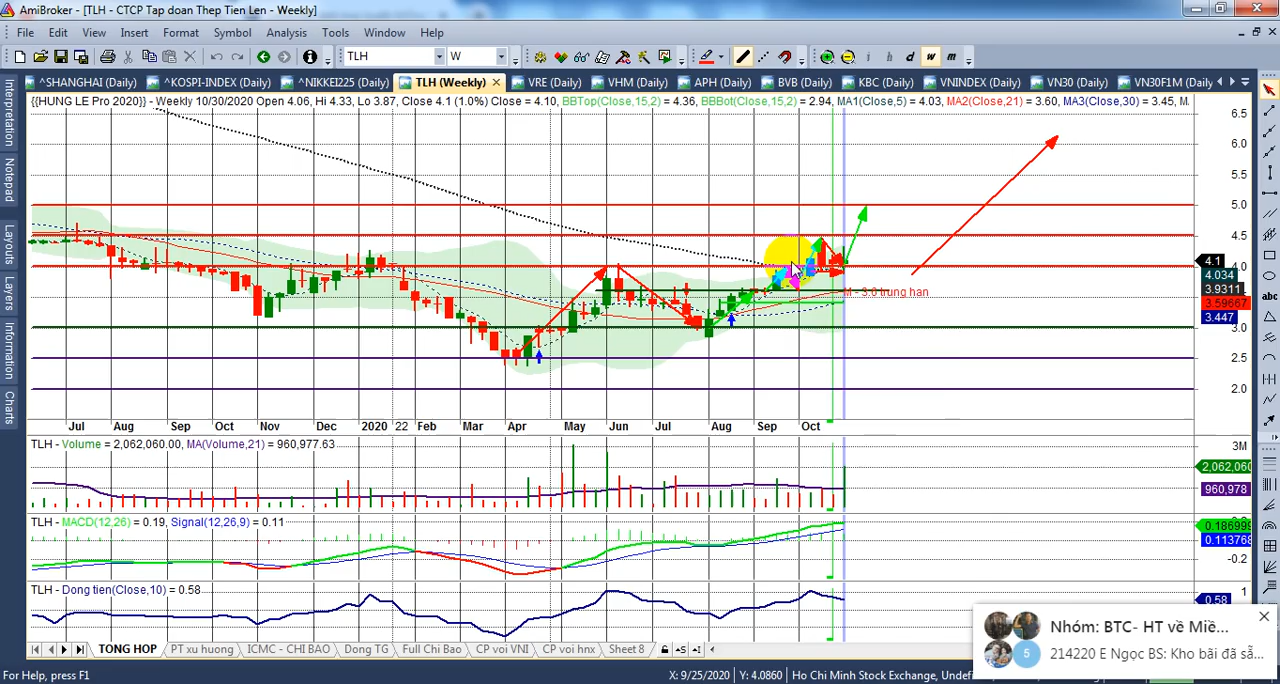 AmiBroker - [TLH - CTCP Tap doan Thep Tien Len - Weekly]
File Edit View Insert Format Symbol Analysis Tools Window Help
TLH W i h d w m
^SHANGHAI (Daily) ^KOSPI-INDEX (Daily) ^NIKKEI225 (Daily) TLH (Weekly) VRE (Daily) VHM (Daily) APH (Daily) BVB (Daily) KBC (Daily) VNINDEX (Daily) VN30 (Daily) VN30F1M (Daily)
{{HUNG LE Pro 2020}} - Weekly 10/30/2020 Open 4.06, Hi 4.33, Lo 3.87, Close 4.1 (1.0%) Close = 4.10, BBTop(Close,15,2) = 4.36, BBBot(Close,15,2) = 2.94, MA1(Close,5) = 4.03, MA2(Close,21) = 3.60, MA3(Close,30) = 3.45, M
Interpretation
Notepad
Layouts
Layers
Information
Charts
6.5
6.0
5.5
5.0
4.5
4.0
3.0
2.5
2.0
4.1
4.034
3.9311
3.59667
3.447
M - 3.6 trung han
Jul Aug Sep Oct Nov Dec 2020 22 Feb Mar Apr May Jun Jul Aug Sep Oct
TLH - Volume = 2,062,060.00, MA(Volume,21) = 960,977.63
3M
2,062,060
960,978
TLH - MACD(12,26) = 0.19, Signal(12,26,9) = 0.11
0.186999
0.113768
-0.2
TLH - Dong tien(Close,10) = 0.58
1
0.58
TONG HOP PT xu huong ICMC - CHI BAO Dong TG Full Chi Bao CP voi VNI CP voi hnx Sheet 8
Nhóm: BTC- HT về Miề...
5 214220 E Ngọc BS: Kho bãi đã sẵ...
For Help, press F1 X: 9/25/2020 Y: 4.0860 Ho Chi Minh Stock Exchange, Undef